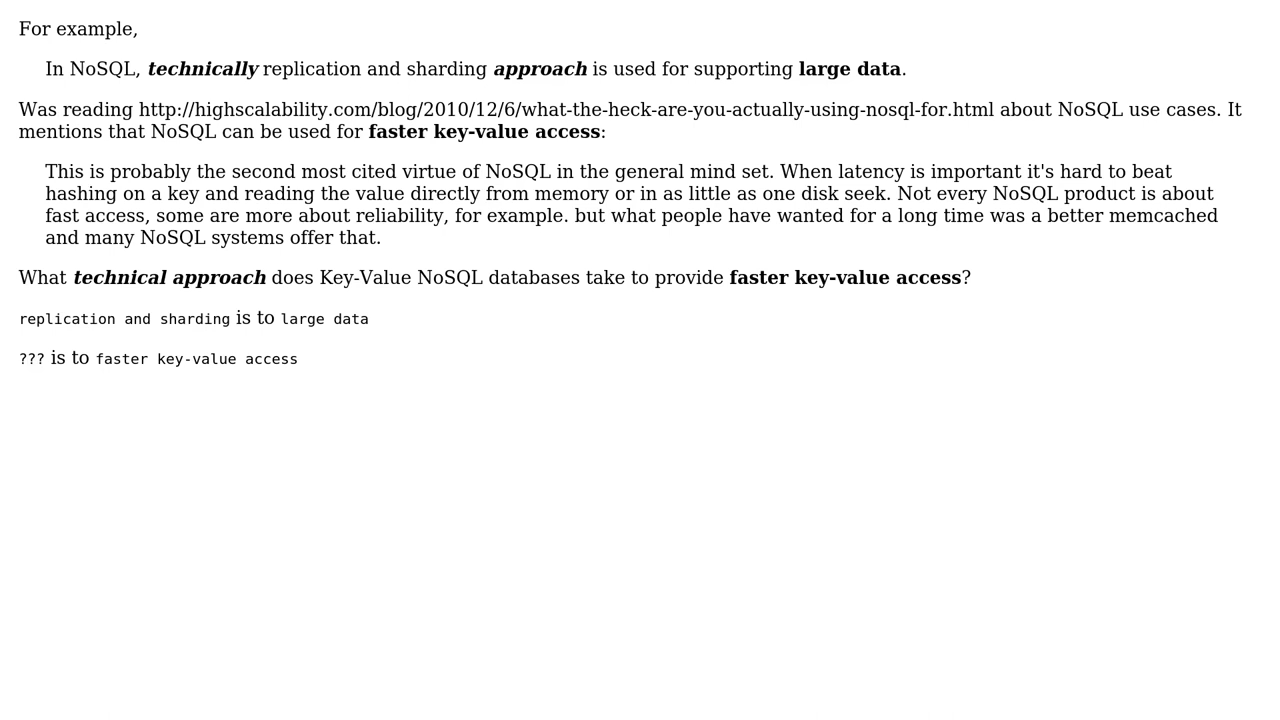 For example,
In NoSQL, technically replication and sharding approach is used for supporting large data.
Was reading http://highscalability.com/blog/2010/12/6/what-the-heck-are-you-actually-using-nosql-for.html about NoSQL use cases. It
mentions that NoSQL can be used for faster key-value access:
This is probably the second most cited virtue of NoSQL in the general mind set. When latency is important it's hard to beat
hashing on a key and reading the value directly from memory or in as little as one disk seek. Not every NoSQL product is about
fast access, some are more about reliability, for example. but what people have wanted for a long time was a better memcached
and many NoSQL systems offer that.
What technical approach does Key-Value NoSQL databases take to provide faster key-value access?
replication and sharding is to large data
??? is to faster key-value access